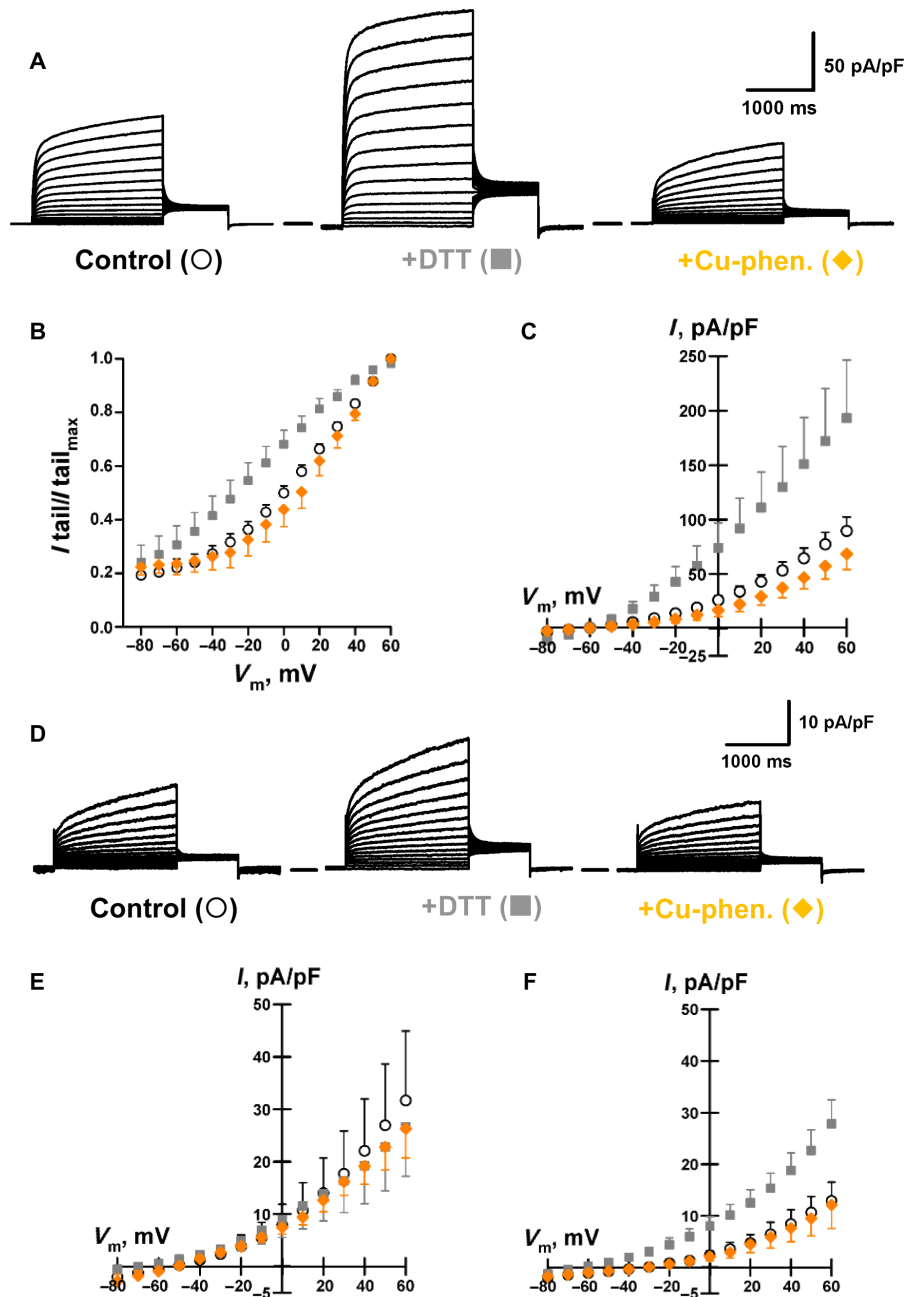 A
50 pA/pF
1000 ms
Control (○)
+DTT (■)
+Cu-phen. (◆)
B
I tail/I tail max
1.0
0.8
0.6
0.4
0.2
0.0
−80 −60 −40 −20 0 20 40 60
Vm, mV
C
I, pA/pF
250
200
150
100
50
−25
Vm, mV
−80 −60 −40 −20 20 40 60
D
10 pA/pF
1000 ms
Control (○)
+DTT (■)
+Cu-phen. (◆)
E
I, pA/pF
50
40
30
20
10
−5
Vm, mV
−80 −60 −40 −20 20 40 60
F
I, pA/pF
50
40
30
20
10
−5
Vm, mV
−80 −60 −40 −20 20 40 60